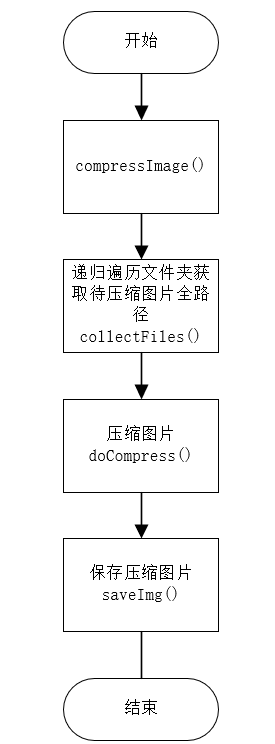 开始
compressImage()
递归遍历文件夹获
取待压缩图片全路
径
collectFiles()
压缩图片
doCompress()
保存压缩图片
saveImg()
结束